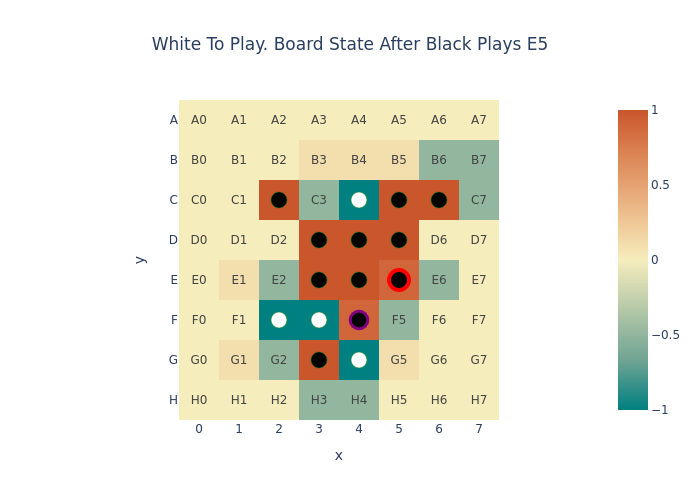 White To Play. Board State After Black Plays E5
A A0 A1 A2 A3 A4 A5 A6 A7
B B0 B1 B2 B3 B4 B5 B6 B7
C C0 C1 C3 C7
D D0 D1 D2 D6 D7
E E0 E1 E2 E6 E7
F F0 F1 F5 F6 F7
G G0 G1 G2 G5 G6 G7
H H0 H1 H2 H3 H4 H5 H6 H7
0 1 2 3 4 5 6 7
x
y
1
0.5
0
−0.5
−1